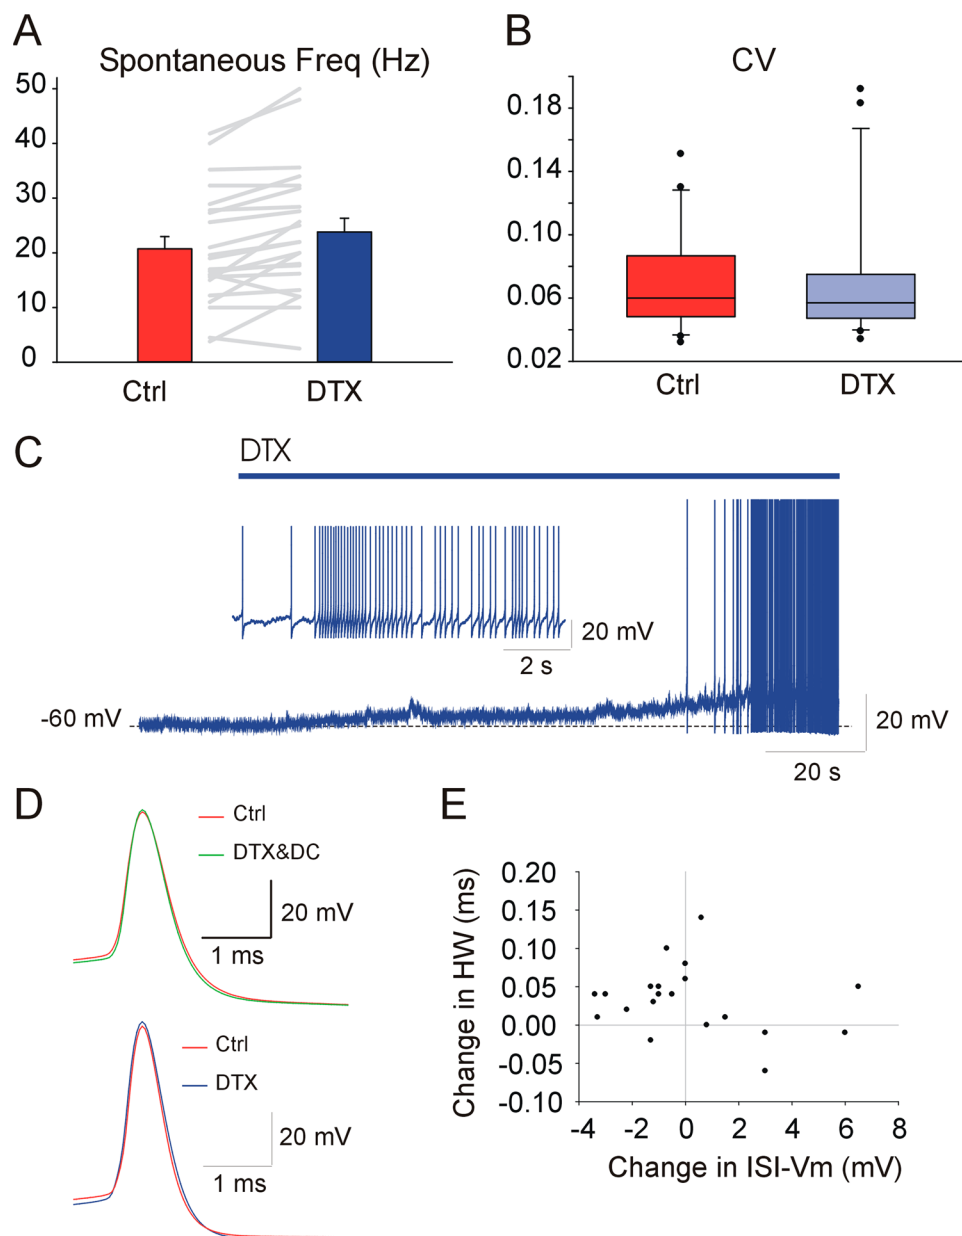 A
Spontaneous Freq (Hz)
50
40
30
20
10
0
Ctrl
DTX
B
CV
0.18
0.14
0.10
0.06
0.02
Ctrl
DTX
C
DTX
20 mV
2 s
-60 mV
20 mV
20 s
D
Ctrl
DTX&DC
20 mV
1 ms
Ctrl
DTX
20 mV
1 ms
E
Change in HW (ms)
0.20
0.15
0.10
0.05
0.00
-0.05
-0.10
-4 -2 0 2 4 6 8
Change in ISI-Vm (mV)